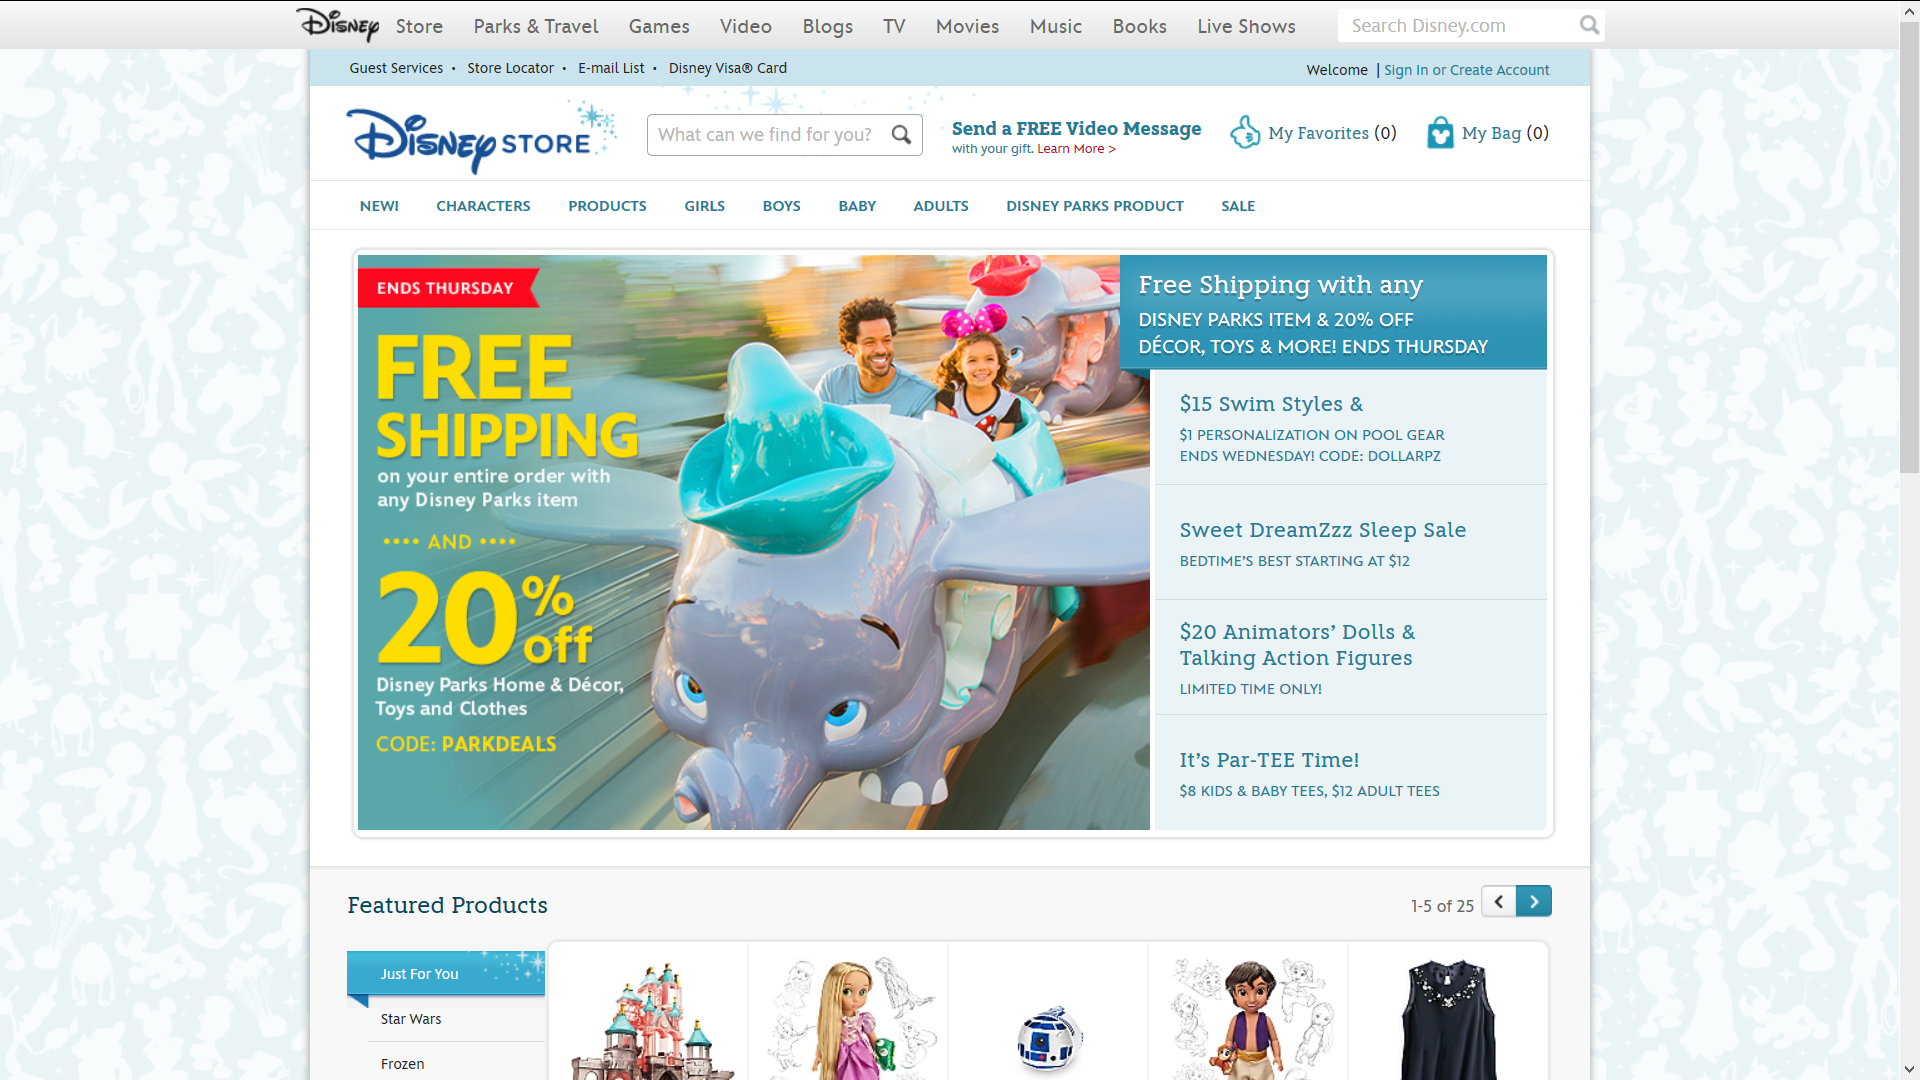 Disney
Store
Parks & Travel
Games
Video
Blogs
TV
Movies
Music
Books
Live Shows
Search Disney.com
Guest Services •
Store Locator •
E-mail List •
Disney Visa® Card
Welcome | Sign In or Create Account
Disney STORE
What can we find for you?
Send a FREE Video Message
with your gift. Learn More >
My Favorites (0)
My Bag (0)
NEW!
CHARACTERS
PRODUCTS
GIRLS
BOYS
BABY
ADULTS
DISNEY PARKS PRODUCT
SALE
ENDS THURSDAY
FREE
SHIPPING
on your entire order with
any Disney Parks item
•••• AND ••••
20% off
Disney Parks Home & Décor,
Toys and Clothes
CODE: PARKDEALS
Free Shipping with any
DISNEY PARKS ITEM & 20% OFF
DÉCOR, TOYS & MORE! ENDS THURSDAY
$15 Swim Styles &
$1 PERSONALIZATION ON POOL GEAR
ENDS WEDNESDAY! CODE: DOLLARPZ
Sweet DreamZzz Sleep Sale
BEDTIME'S BEST STARTING AT $12
$20 Animators' Dolls &
Talking Action Figures
LIMITED TIME ONLY!
It's Par-TEE Time!
$8 KIDS & BABY TEES, $12 ADULT TEES
Featured Products
1-5 of 25
Just For You
Star Wars
Frozen